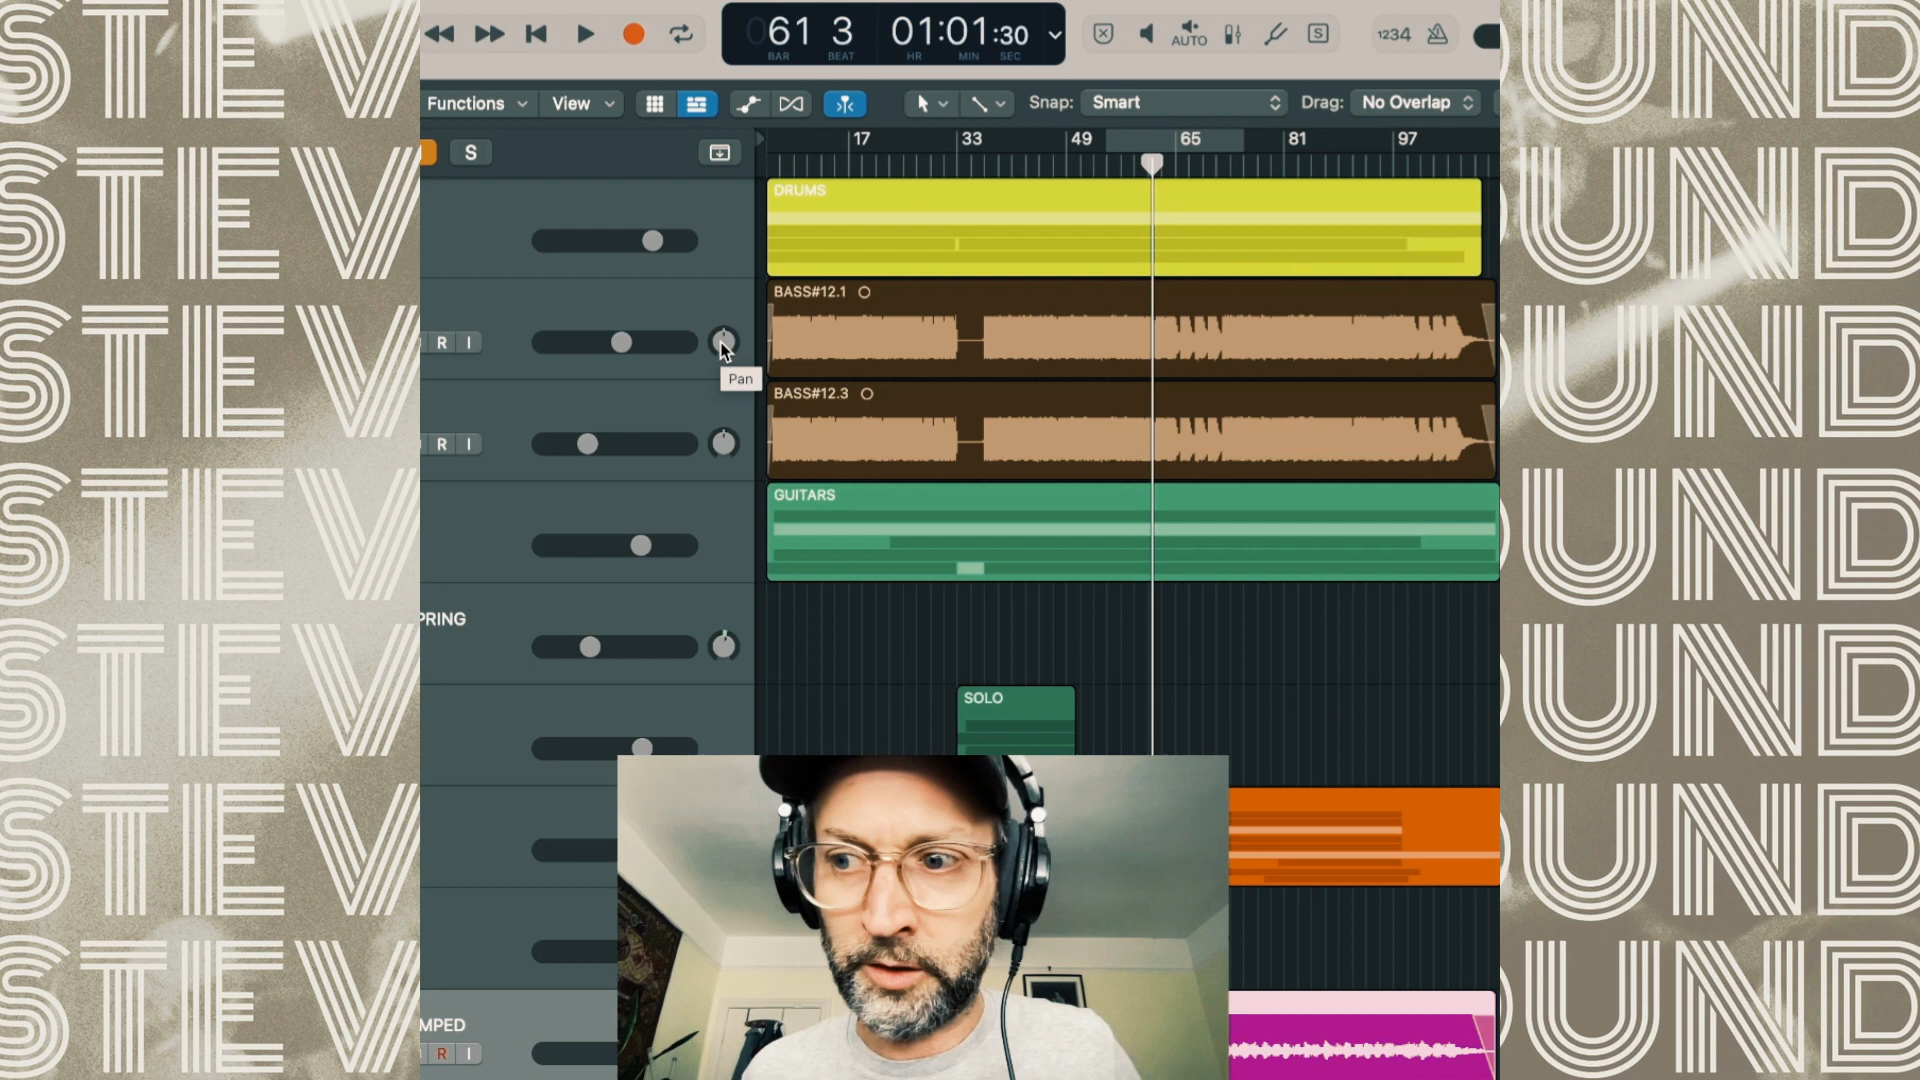 STEV
STEV
STEV
STEV
STEV
STEV
STEV
61 3 01:01:30
BAR BEAT HR MIN SEC
AUTO
S
1234
Functions View Snap: Smart Drag: No Overlap
S
17 33 49 65 81 97
DRUMS
BASS#12.1
R I
Pan
BASS#12.3
R I
GUITARS
PRING
SOLO
MPED
R I
UND
UND
UND
UND
UND
UND
UND